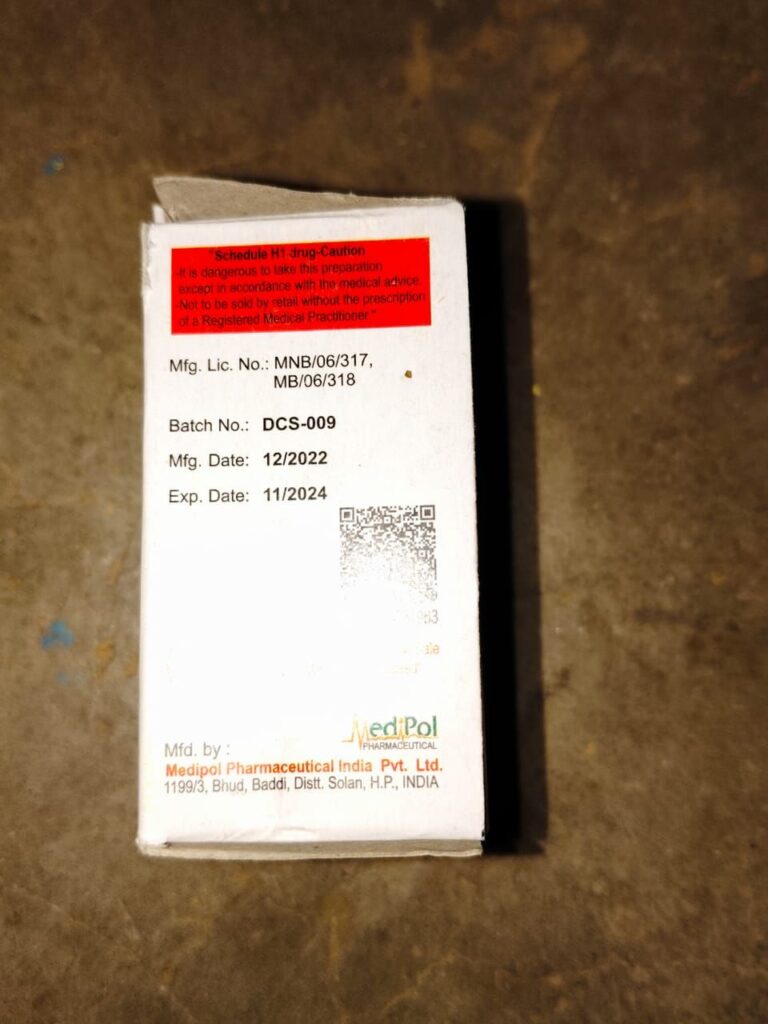 "Schedule H1 drug-Caution
-It is dangerous to take this preparation
except in accordance with the medical advice.
-Not to be sold by retail without the prescription
of a Registered Medical Practitioner."
Mfg. Lic. No.: MNB/06/317,
MB/06/318
Batch No.: DCS-009
Mfg. Date: 12/2022
Exp. Date: 11/2024
MediPol
PHARMACEUTICAL
Mfd. by :
Medipol Pharmaceutical India Pvt. Ltd.
1199/3, Bhud, Baddi, Distt. Solan, H.P., INDIA